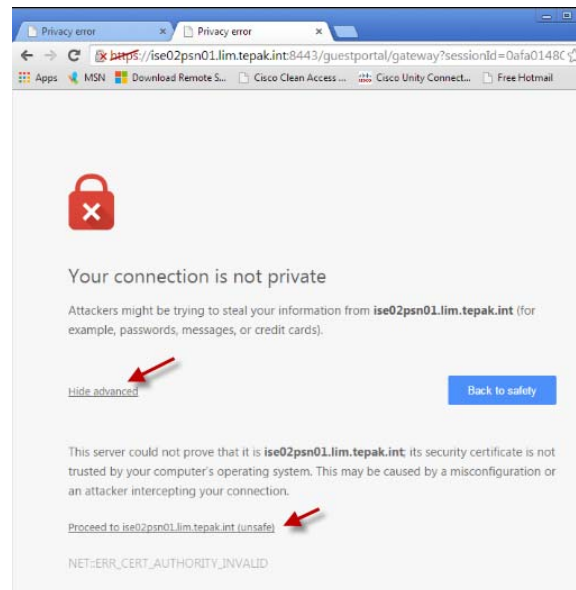 Privacy error
Privacy error
https://ise02psn01.lim.tepak.int:8443/guestportal/gateway?sessionId=0afa0148C
Apps MSN Download Remote S... Cisco Clean Access ... Cisco Unity Connect... Free Hotmail
Your connection is not private
Attackers might be trying to steal your information from ise02psn01.lim.tepak.int (for
example, passwords, messages, or credit cards).
Hide advanced
Back to safety
This server could not prove that it is ise02psn01.lim.tepak.int; its security certificate is not
trusted by your computer's operating system. This may be caused by a misconfiguration or
an attacker intercepting your connection.
Proceed to ise02psn01.lim.tepak.int (unsafe)
NET::ERR_CERT_AUTHORITY_INVALID